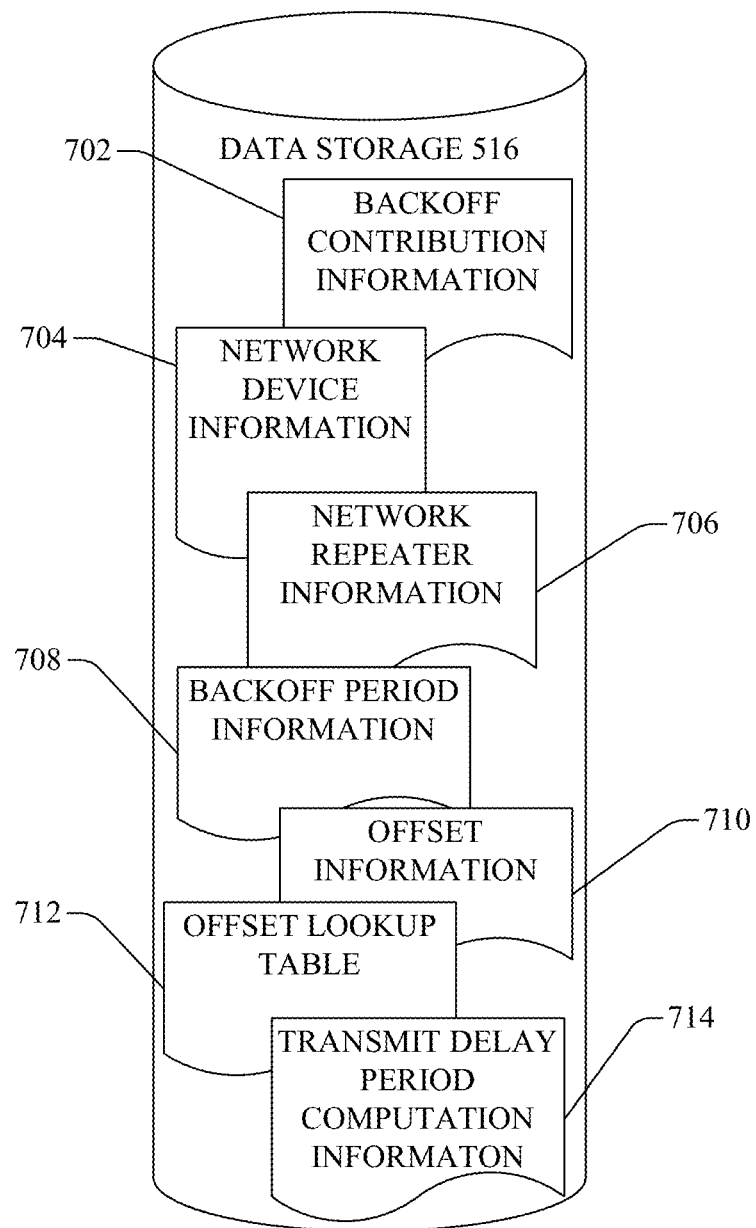 DATA STORAGE 516
702
BACKOFF
CONTRIBUTION
INFORMATION
704
NETWORK
DEVICE
INFORMATION
706
NETWORK
REPEATER
INFORMATION
708
BACKOFF PERIOD
INFORMATION
710
OFFSET
INFORMATION
712
OFFSET LOOKUP
TABLE
714
TRANSMIT DELAY
PERIOD
COMPUTATION
INFORMATON